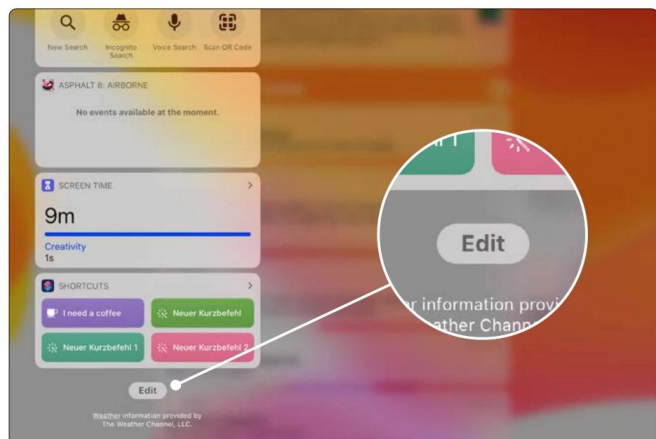 New Search
Incognito
Search
Voice Search
Scan QR Code
ASPHALT 8: AIRBORNE
No events available at the moment.
SCREEN TIME
9m
Creativity
1s
SHORTCUTS
I need a coffee
Neuer Kurzbefehl
Neuer Kurzbefehl 1
Neuer Kurzbefehl 2
Edit
Weather information provided by
The Weather Channel, LLC.
Edit
er information provi
eather Chann